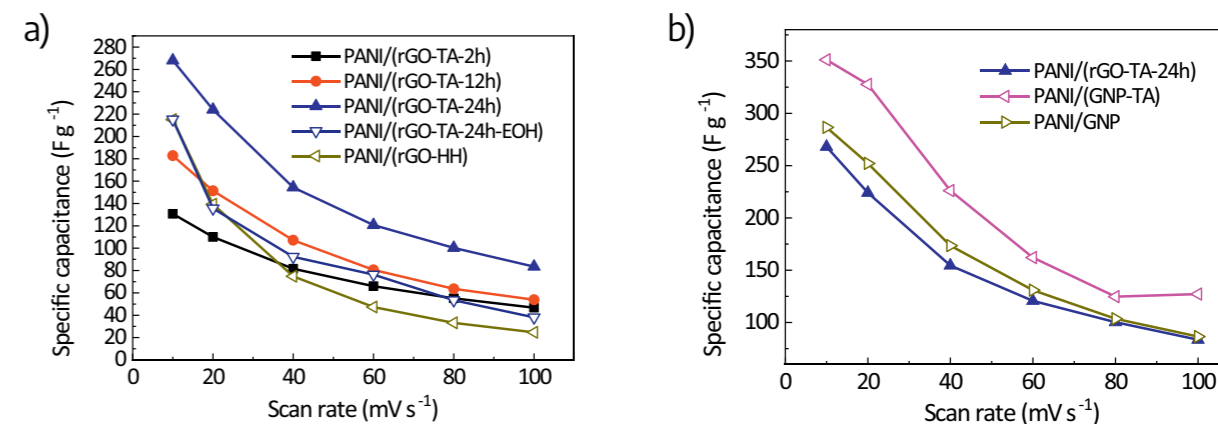 a)
280
260
240
220
200
180
160
140
120
100
80
60
40
20
0
Specific capacitance (F g⁻¹)
PANI/(rGO-TA-2h)
PANI/(rGO-TA-12h)
PANI/(rGO-TA-24h)
PANI/(rGO-TA-24h-EOH)
PANI/(rGO-HH)
0 20 40 60 80 100
Scan rate (mV s⁻¹)
b)
350
300
250
200
150
100
Specific capacitance (F g⁻¹)
PANI/(rGO-TA-24h)
PANI/(GNP-TA)
PANI/GNP
0 20 40 60 80 100
Scan rate (mV s⁻¹)